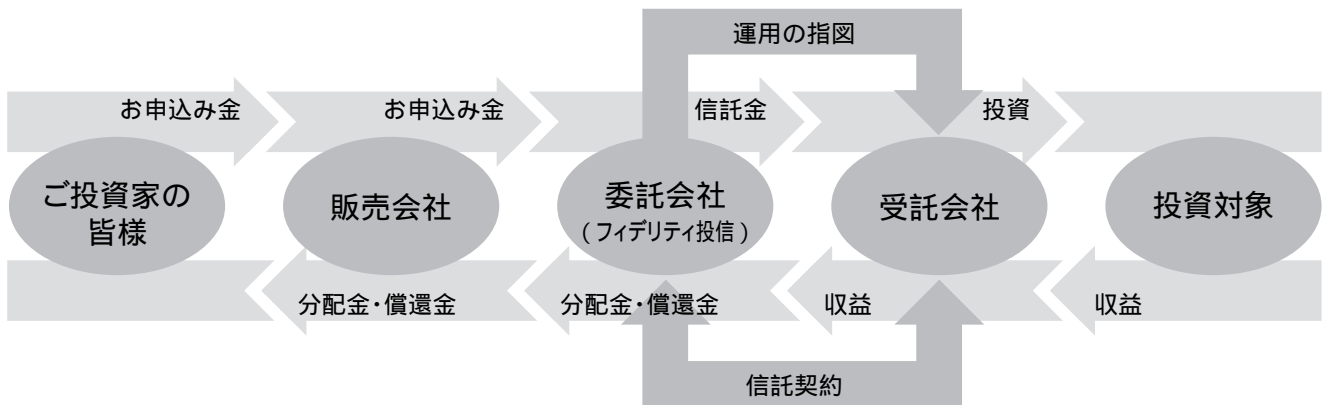 運用の指図
お申込み金
お申込み金
信託金
投資
ご投資家の
皆様
販売会社
委託会社
(フィデリティ投信)
受託会社
投資対象
分配金・償還金
分配金・償還金
収益
収益
信託契約